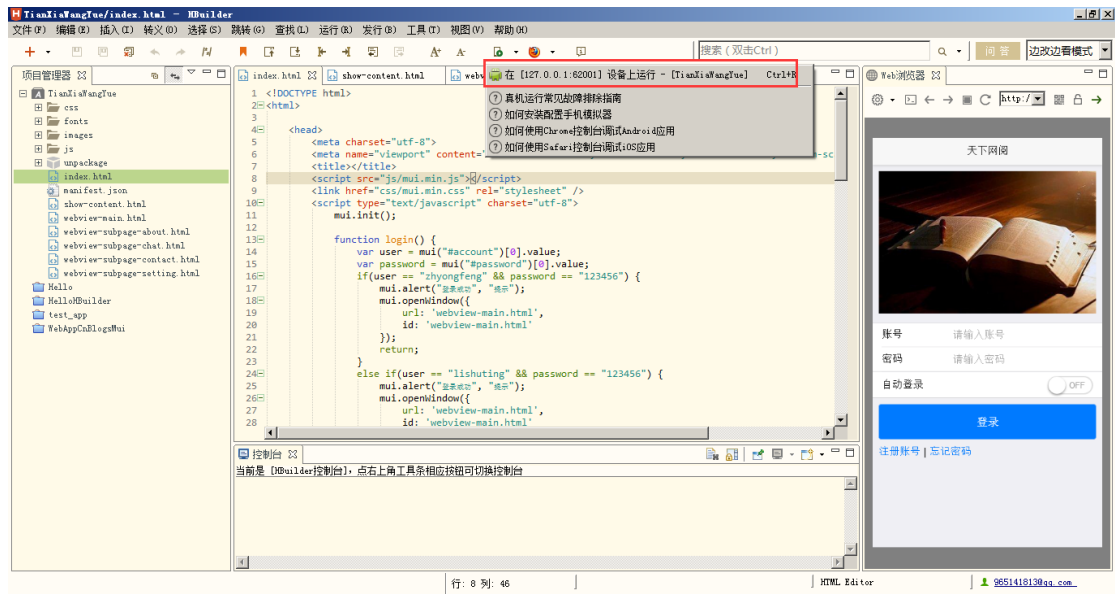 TianXiaWangYue/index.html - HBuilder
文件(F) 编辑(E) 插入(I) 转义(O) 选择(S) 跳转(G) 查找(L) 运行(R) 发行(B) 工具(T) 视图(V) 帮助(H)
搜索（双击Ctrl）
问 答
边改边看模式
项目管理器
index.html
show-content.html
webv
在 [127.0.0.1:62001] 设备上运行 - [TianXiaWangYue] Ctrl+R
真机运行常见故障排除指南
如何安装配置手机模拟器
如何使用Chrome控制台调试Android应用
如何使用Safari控制台调试iOS应用
TianXiaWangYue
css
fonts
images
js
unpackage
index.html
manifest.json
show-content.html
webview-main.html
webview-subpage-about.html
webview-subpage-chat.html
webview-subpage-contact.html
webview-subpage-setting.html
Hello
HelloHBuilder
test_app
WebAppCnBlogsMui
1 <!DOCTYPE html>
2 <html>
3
4 <head>
5 <meta charset="utf-8">
6 <meta name="viewport" content=" -sc
7 <title></title>
8 <script src="js/mui.min.js"></script>
9 <link href="css/mui.min.css" rel="stylesheet" />
10 <script type="text/javascript" charset="utf-8">
11 mui.init();
12
13 function login() {
14 var user = mui("#account")[0].value;
15 var password = mui("#password")[0].value;
16 if(user == "zhyongfeng" && password == "123456") {
17 mui.alert("登录成功", "提示");
18 mui.openWindow({
19 url: 'webview-main.html',
20 id: 'webview-main.html'
21 });
22 return;
23 }
24 else if(user == "lishuting" && password == "123456") {
25 mui.alert("登录成功", "提示");
26 mui.openWindow({
27 url: 'webview-main.html',
28 id: 'webview-main.html'
控制台
当前是 [HBuilder控制台]，点右上角工具条相应按钮可切换控制台
Web浏览器
http:/
天下网阅
账号 请输入账号
密码 请输入密码
自动登录 OFF
登录
注册账号 | 忘记密码
行: 8 列: 46
HTML Editor
965141813@qq.com